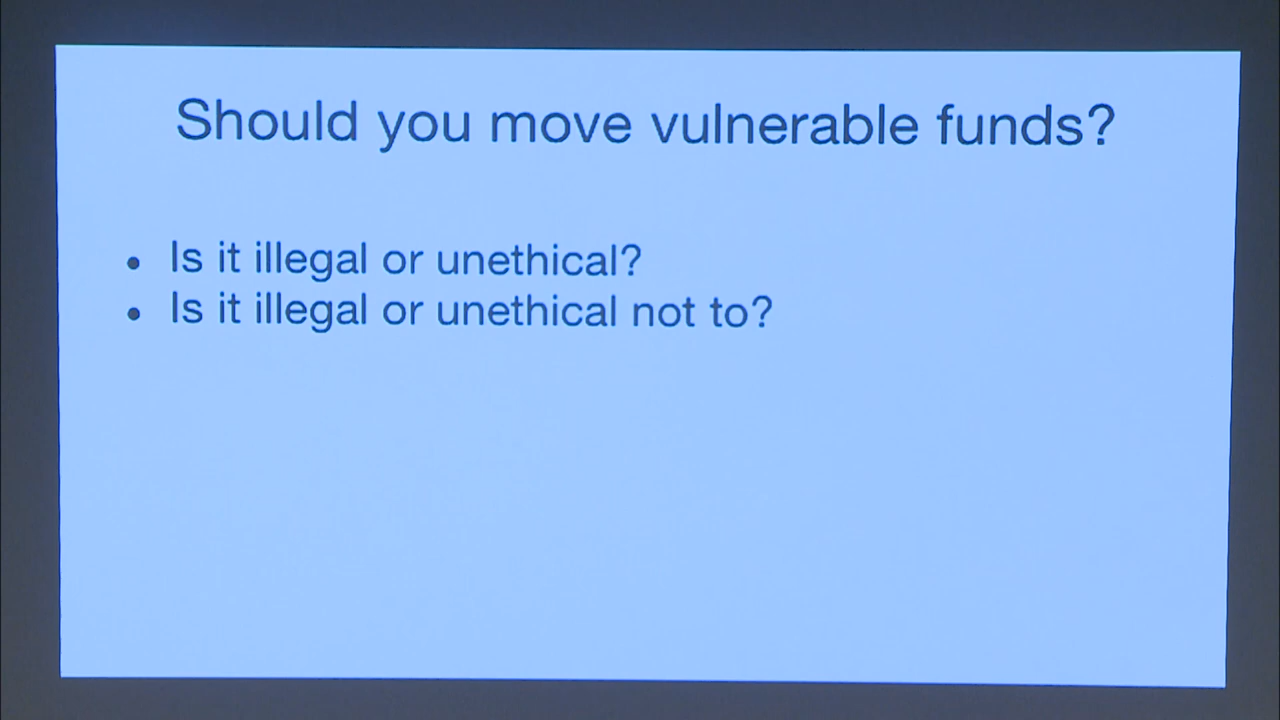 Should you move vulnerable funds?
• Is it illegal or unethical?
• Is it illegal or unethical not to?